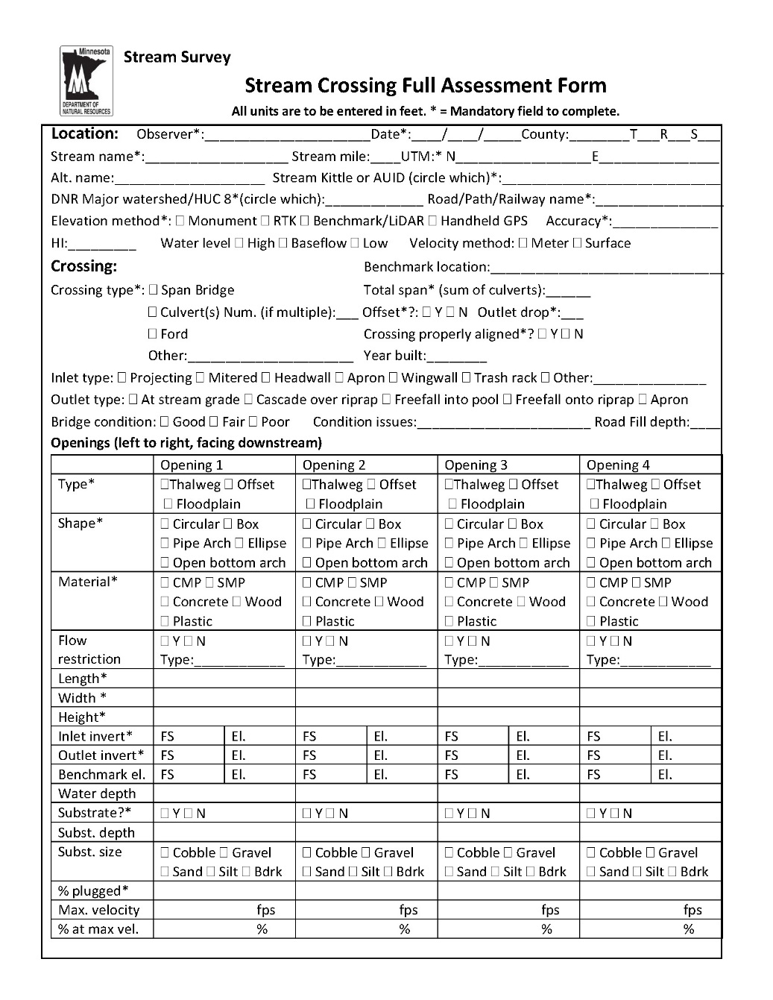 Minnesota
DEPARTMENT OF
NATURAL RESOURCES
Stream Survey
Stream Crossing Full Assessment Form
All units are to be entered in feet. * = Mandatory field to complete.
Location: Observer*:______________________Date*:____/____/_____County:________T___R___S___
Stream name*:___________________ Stream mile:____UTM:* N__________________E________________
Alt. name:____________________ Stream Kittle or AUID (circle which)*:_____________________________
DNR Major watershed/HUC 8*(circle which):_____________ Road/Path/Railway name*:_________________
Elevation method*: □ Monument □ RTK □ Benchmark/LiDAR □ Handheld GPS Accuracy*:______________
HI:_________ Water level □ High □ Baseflow □ Low Velocity method: □ Meter □ Surface
Crossing: Benchmark location:_______________________________
Crossing type*: □ Span Bridge Total span* (sum of culverts):______
□ Culvert(s) Num. (if multiple):___ Offset*?: □ Y □ N Outlet drop*:___
□ Ford Crossing properly aligned*? □ Y □ N
Other:______________________ Year built:________
Inlet type: □ Projecting □ Mitered □ Headwall □ Apron □ Wingwall □ Trash rack □ Other:_______________
Outlet type: □ At stream grade □ Cascade over riprap □ Freefall into pool □ Freefall onto riprap □ Apron
Bridge condition: □ Good □ Fair □ Poor Condition issues:_______________________ Road Fill depth:____
Openings (left to right, facing downstream)
Opening 1 Opening 2 Opening 3 Opening 4
Type* □Thalweg □ Offset □Thalweg □ Offset □Thalweg □ Offset □Thalweg □ Offset
□ Floodplain □ Floodplain □ Floodplain □ Floodplain
Shape* □ Circular □ Box □ Circular □ Box □ Circular □ Box □ Circular □ Box
□ Pipe Arch □ Ellipse □ Pipe Arch □ Ellipse □ Pipe Arch □ Ellipse □ Pipe Arch □ Ellipse
□ Open bottom arch □ Open bottom arch □ Open bottom arch □ Open bottom arch
Material* □ CMP □ SMP □ CMP □ SMP □ CMP □ SMP □ CMP □ SMP
□ Concrete □ Wood □ Concrete □ Wood □ Concrete □ Wood □ Concrete □ Wood
□ Plastic □ Plastic □ Plastic □ Plastic
Flow □ Y □ N □ Y □ N □ Y □ N □ Y □ N
restriction Type:____________ Type:____________ Type:____________ Type:____________
Length*
Width *
Height*
Inlet invert* FS El. FS El. FS El. FS El.
Outlet invert* FS El. FS El. FS El. FS El.
Benchmark el. FS El. FS El. FS El. FS El.
Water depth
Substrate?* □ Y □ N □ Y □ N □ Y □ N □ Y □ N
Subst. depth
Subst. size □ Cobble □ Gravel □ Cobble □ Gravel □ Cobble □ Gravel □ Cobble □ Gravel
□ Sand □ Silt □ Bdrk □ Sand □ Silt □ Bdrk □ Sand □ Silt □ Bdrk □ Sand □ Silt □ Bdrk
% plugged*
Max. velocity fps fps fps fps
% at max vel. % % % %